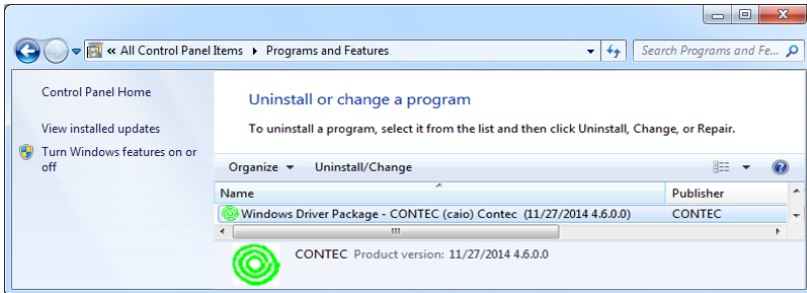 « All Control Panel Items ▸ Programs and Features
Search Programs and Fe...
Control Panel Home
View installed updates
Turn Windows features on or
off
Uninstall or change a program
To uninstall a program, select it from the list and then click Uninstall, Change, or Repair.
Organize Uninstall/Change
Name Publisher
Windows Driver Package - CONTEC (caio) Contec (11/27/2014 4.6.0.0) CONTEC
CONTEC Product version: 11/27/2014 4.6.0.0